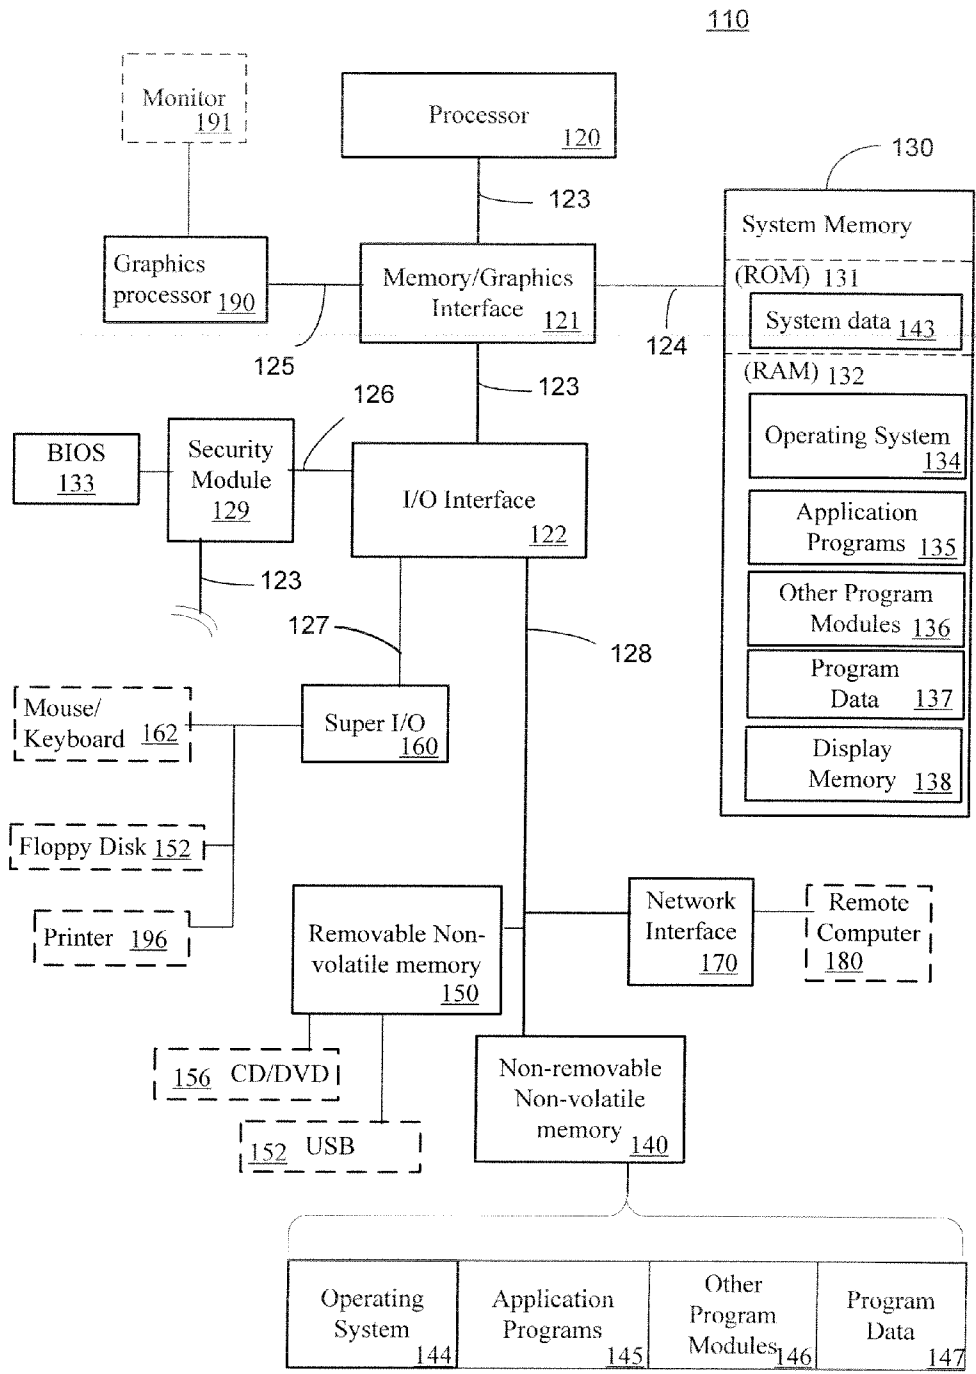 110
Monitor
191
Processor
120
123
130
System Memory
Graphics
processor 190
Memory/Graphics
Interface
121
(ROM) 131
System data 143
125
124
123
(RAM) 132
126
Operating System
134
BIOS
133
Security
Module
129
I/O Interface
122
Application
Programs 135
123
Other Program
Modules 136
127
128
Program
Data 137
Mouse/
Keyboard 162
Super I/O
160
Display
Memory 138
Floppy Disk 152
Printer 196
Removable Non-
volatile memory
150
Network
Interface
170
Remote
Computer
180
156 CD/DVD
152 USB
Non-removable
Non-volatile
memory
140
Operating
System
144
Application
Programs
145
Other
Program
Modules
146
Program
Data
147